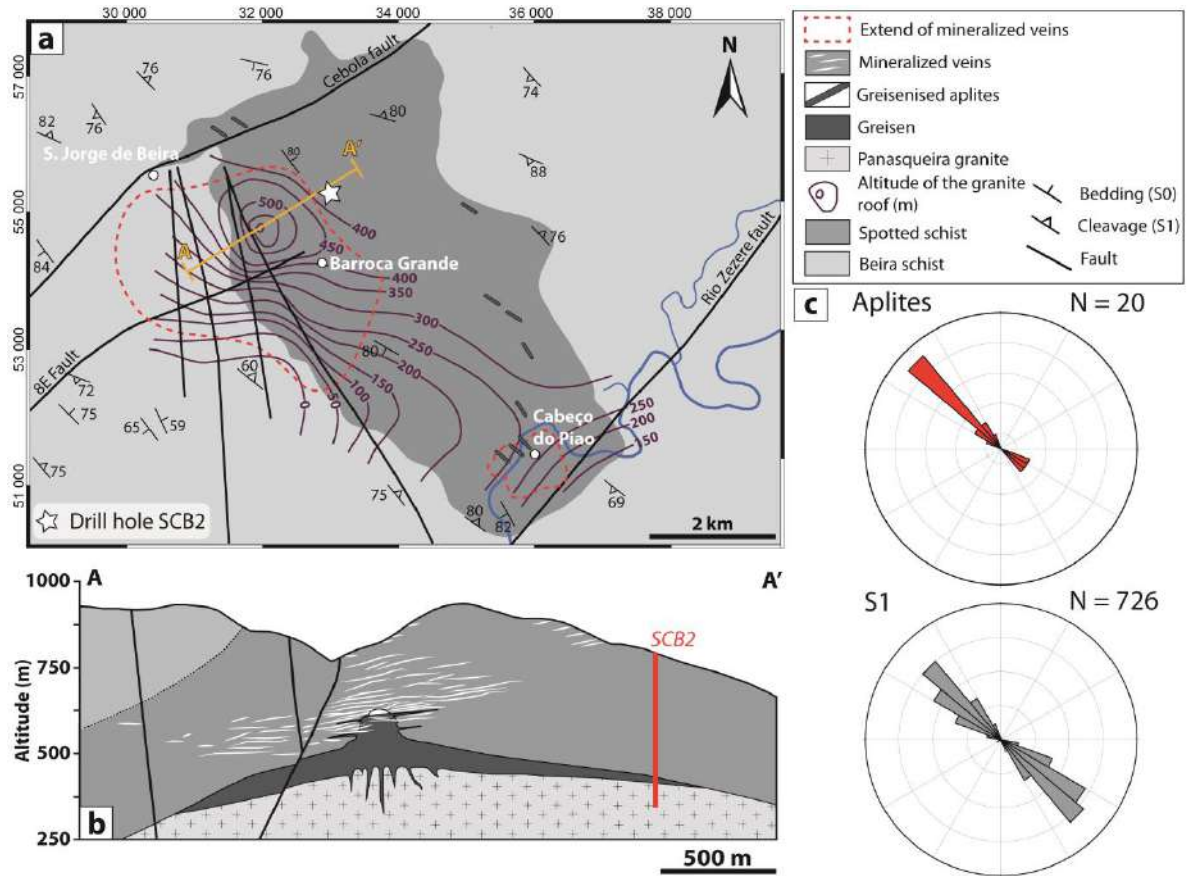 30 000
32 000
34 000
36 000
38 000
a
N
57 000
55 000
53 000
51 000
76
76
Cebola fault
74
82
76
80
S. Jorge de Beira
80
A'
88
500
400
450
76
84
A
Barroca Grande
400
350
Rio Zezere fault
300
250
8E Fault
80
60
200
72
150
75
100
50
0
65
59
Cabeço
do Piao
250
200
150
75
75
80
82
69
Drill hole SCB2
2 km
Extend of mineralized veins
Mineralized veins
Greisenised aplites
Greisen
Panasqueira granite
Altitude of the granite
roof (m)
Spotted schist
Beira schist
Bedding (S0)
Cleavage (S1)
Fault
c
Aplites
N = 20
S1
N = 726
A
A'
1000
750
500
250
Altitude (m)
SCB2
b
500 m